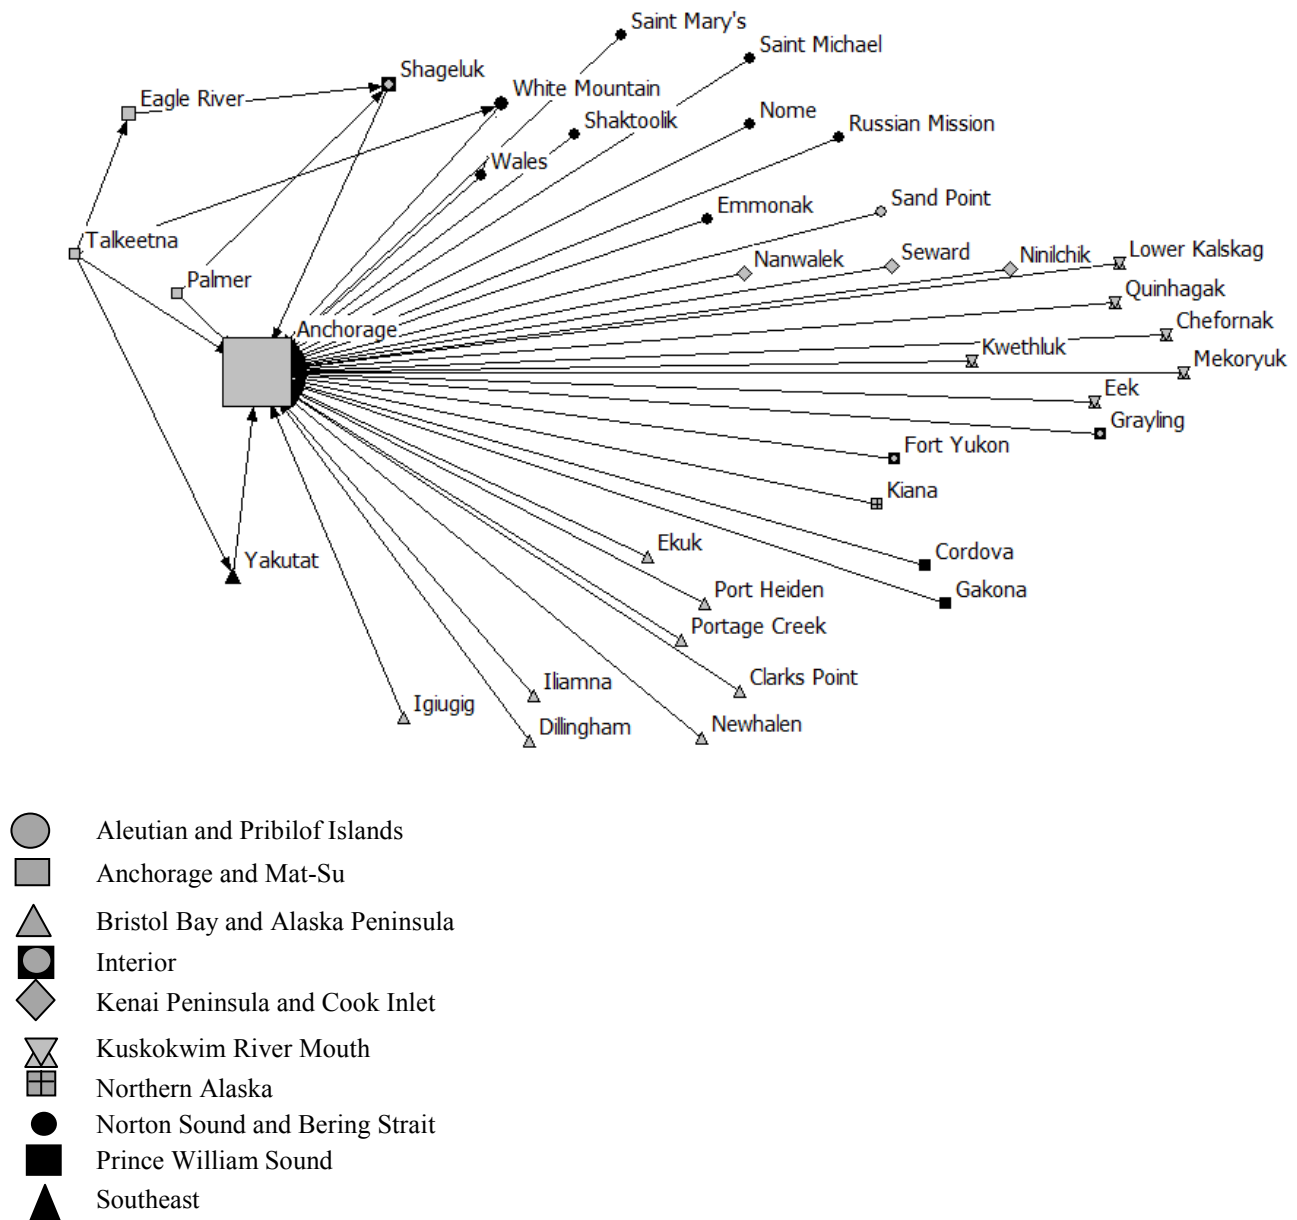 Saint Mary's
Saint Michael
Shageluk
White Mountain
Eagle River
Shaktoolik
Nome
Russian Mission
Wales
Emmonak
Sand Point
Talkeetna
Palmer
Nanwalek
Seward
Ninilchik
Lower Kalskag
Quinhagak
Anchorage
Chefornak
Kwethluk
Mekoryuk
Eek
Grayling
Fort Yukon
Kiana
Ekuk
Cordova
Yakutat
Port Heiden
Gakona
Portage Creek
Clarks Point
Iliamna
Igiugig
Dillingham
Newhalen
Aleutian and Pribilof Islands
Anchorage and Mat-Su
Bristol Bay and Alaska Peninsula
Interior
Kenai Peninsula and Cook Inlet
Kuskokwim River Mouth
Northern Alaska
Norton Sound and Bering Strait
Prince William Sound
Southeast